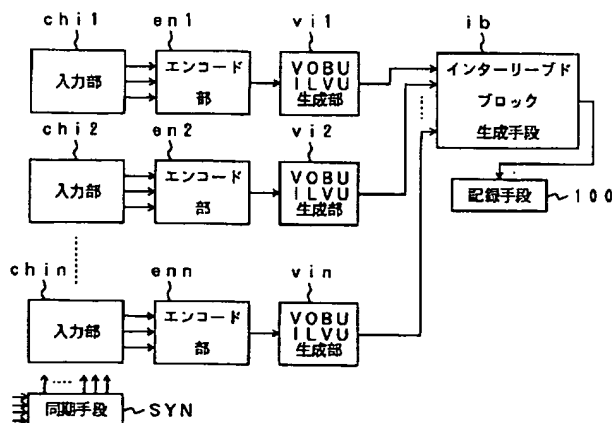 chi1 en1 vi1 ib
入力部
エンコード
部
VOBU
ILVU
生成部
インターリーブド
ブロック
生成手段
chi2 en2 vi2
入力部
エンコード
部
VOBU
ILVU
生成部
記録手段 100
chin enn vin
入力部
エンコード
部
VOBU
ILVU
生成部
同期手段 SYN